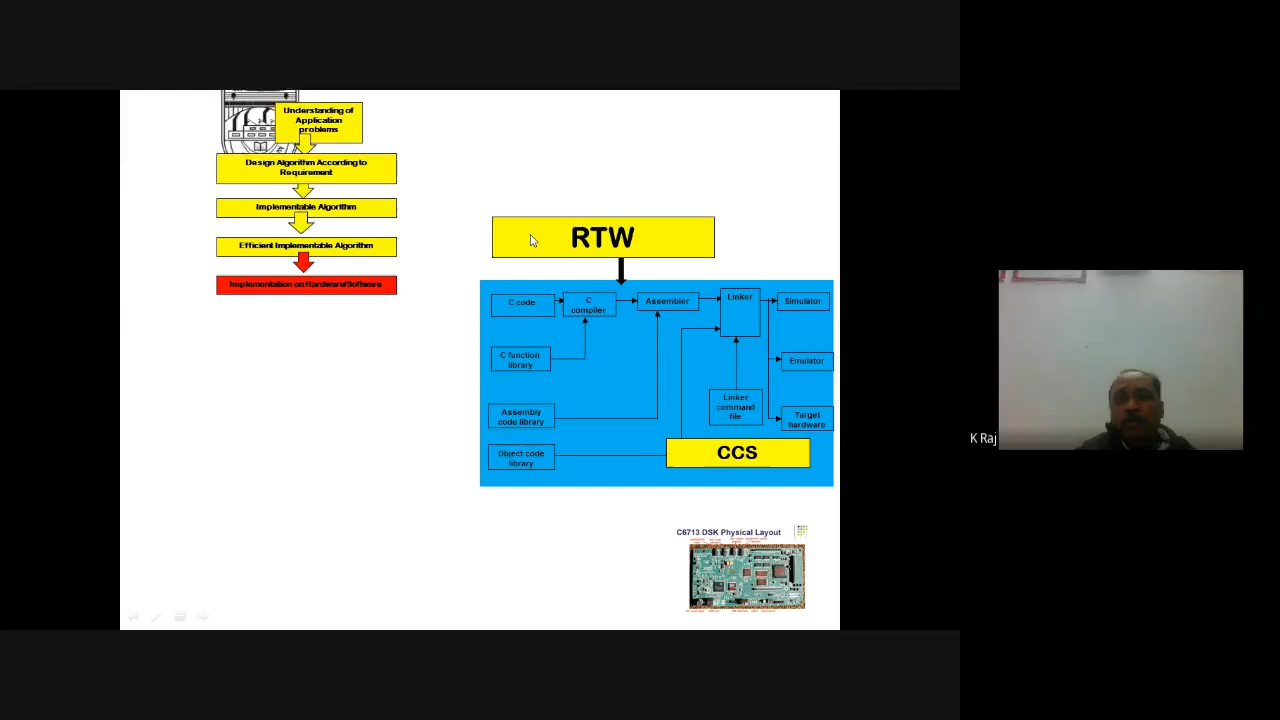 Understanding of
Application
problems
Design Algorithm According to
Requirement
Implementable Algorithm
Efficient Implementable Algorithm
Implementation on Hardware/Software
RTW
C code
C
compiler
Assembler
Linker
Simulator
C function
library
Emulator
Linker
command
file
Assembly
code library
Target
hardware
Object code
library
CCS
C6713 DSK Physical Layout
K Raj